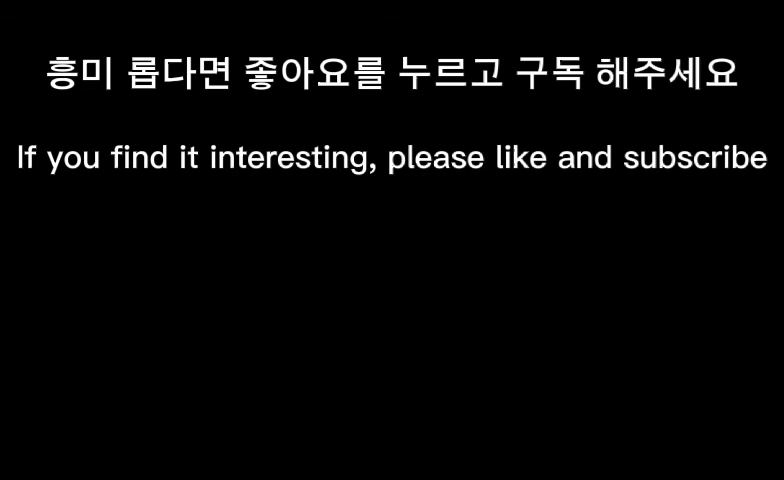 흥미 롭다면 좋아요를 누르고 구독 해주세요
If you find it interesting, please like and subscribe